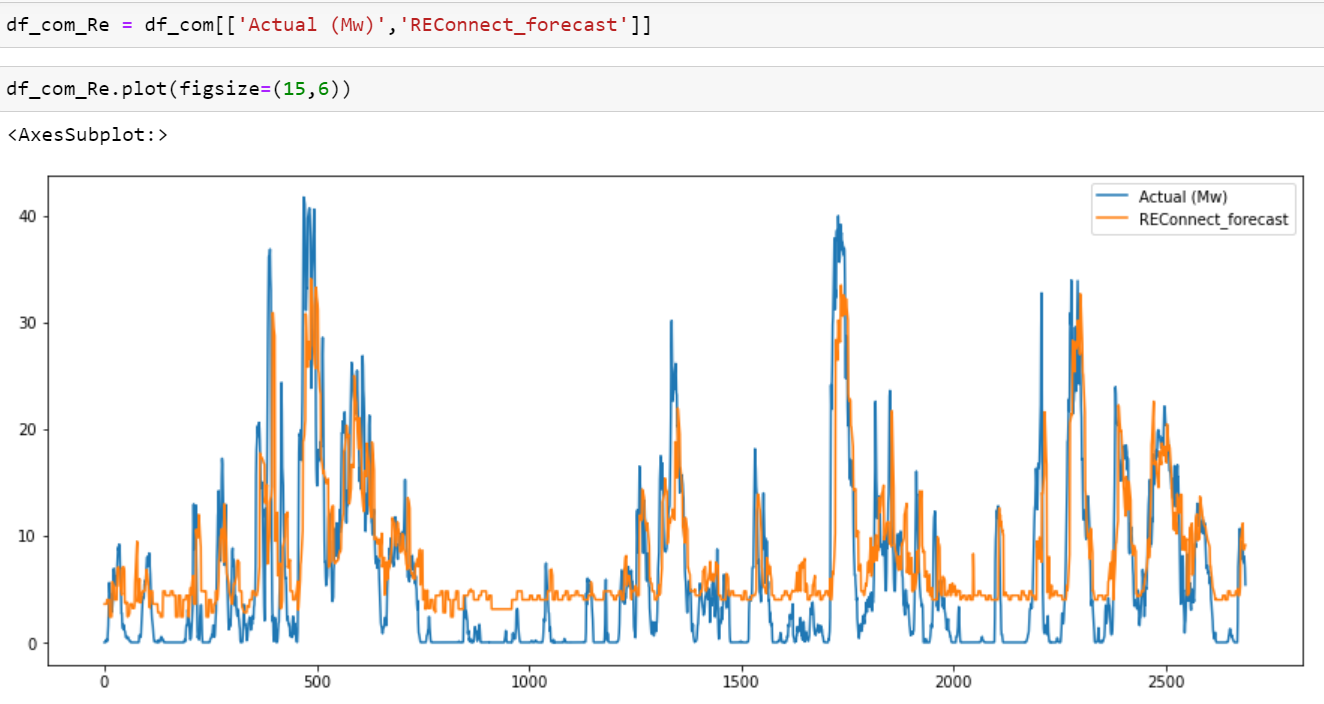 df_com_Re = df_com[['Actual (Mw)','REConnect_forecast']]
df_com_Re.plot(figsize=(15,6))
<AxesSubplot:>
Actual (Mw)
REConnect_forecast
40
30
20
10
0
0 500 1000 1500 2000 2500